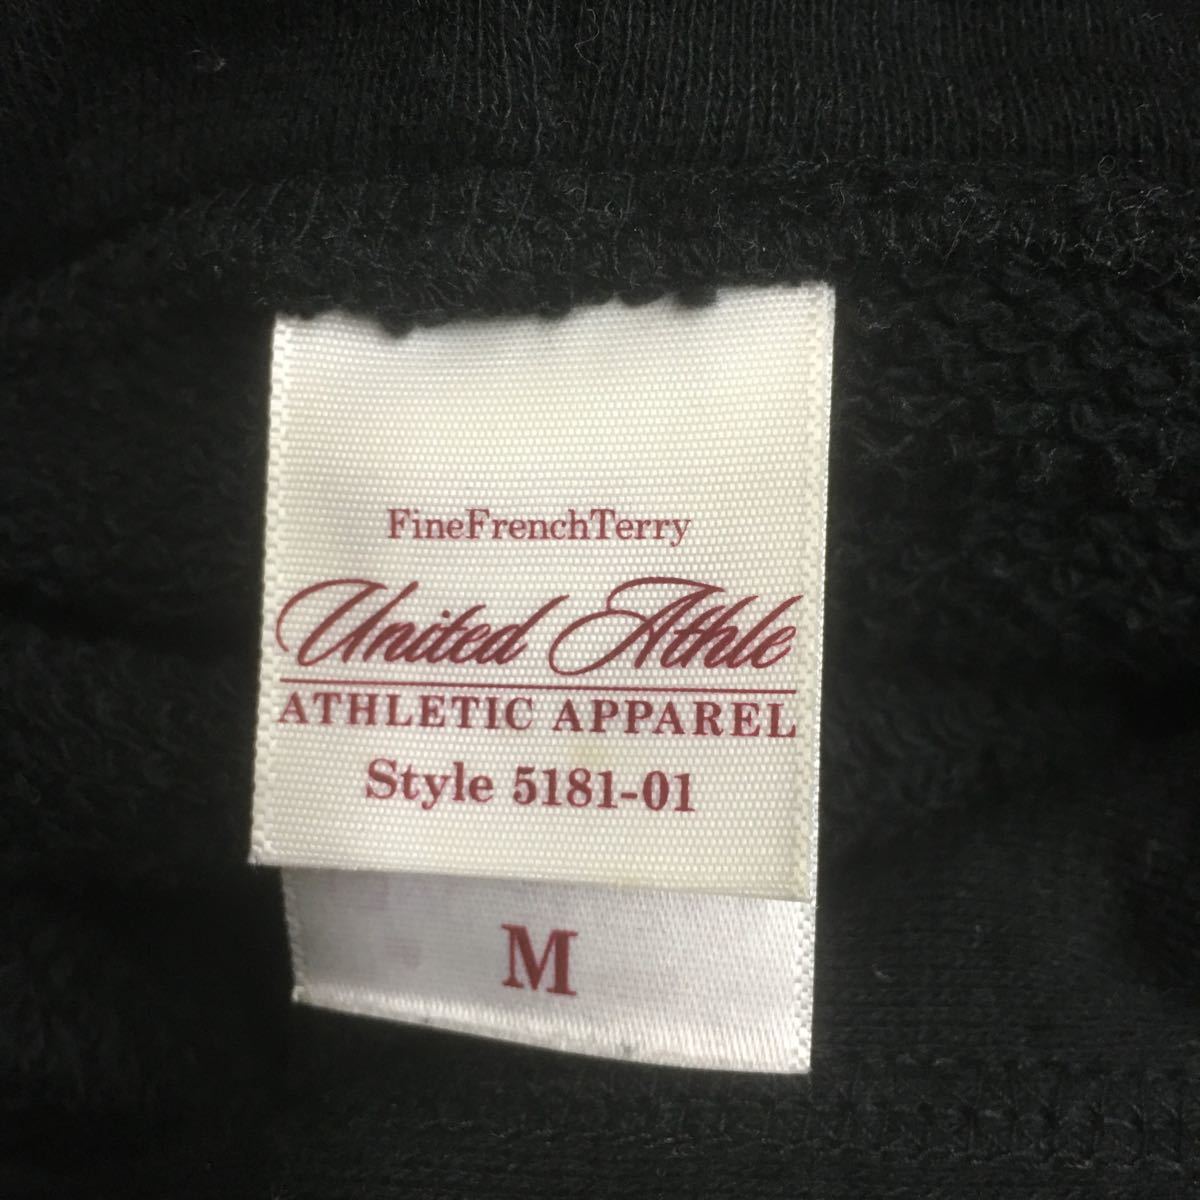 FineFrenchTerry
United Athle
ATHLETIC APPAREL
Style 5181-01
M